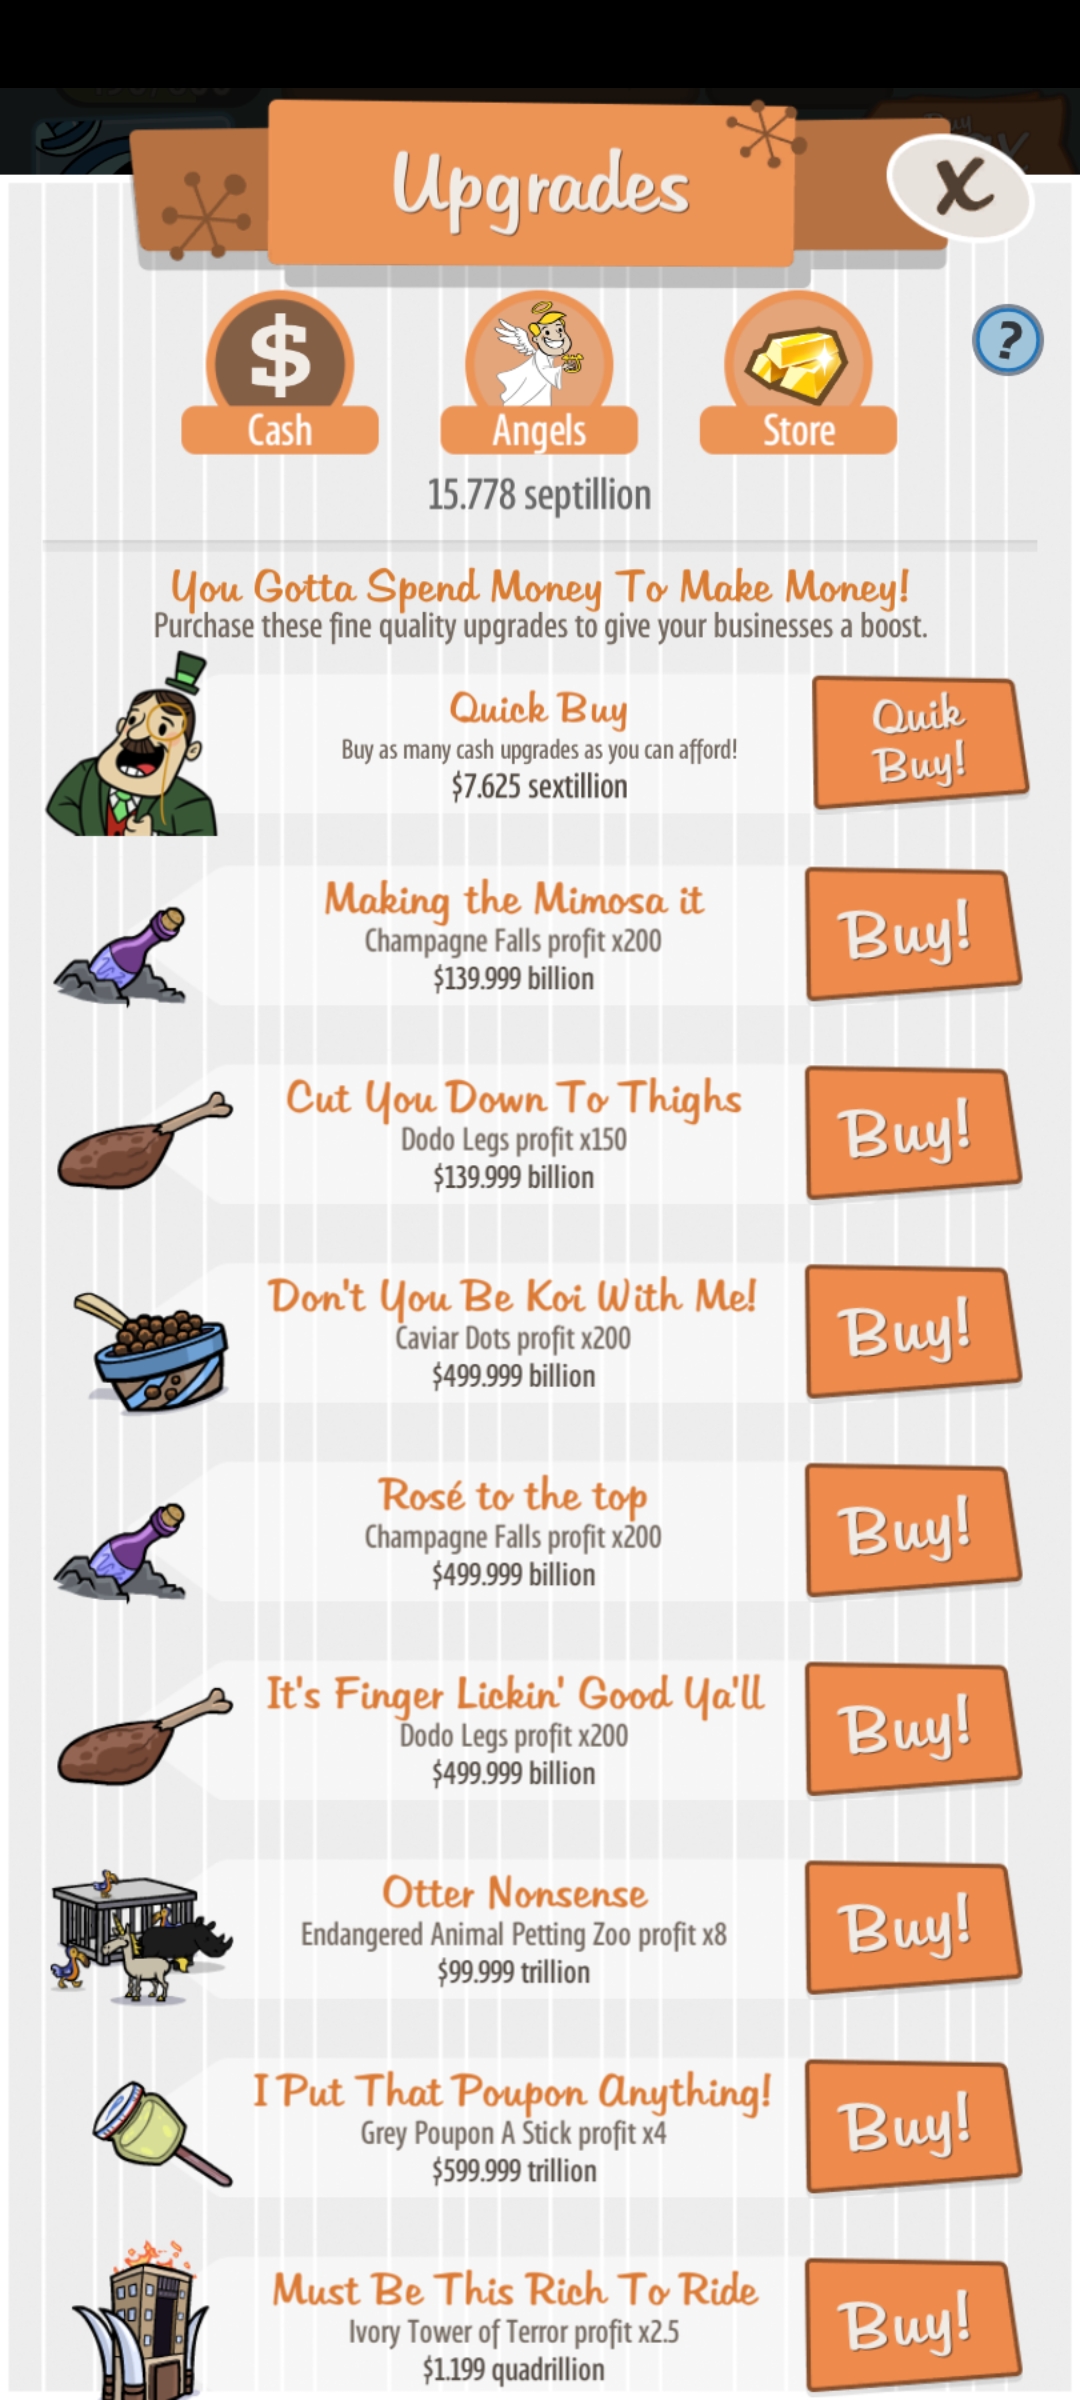 Upgrades
X
$
Cash
Angels
Store
?
15.778 septillion
You Gotta Spend Money To Make Money!
Purchase these fine quality upgrades to give your businesses a boost.
Quick Buy
Buy as many cash upgrades as you can afford!
$7.625 sextillion
Quik
Buy!
Making the Mimosa it
Champagne Falls profit x200
$139.999 billion
Buy!
Cut You Down To Thighs
Dodo Legs profit x150
$139.999 billion
Buy!
Don't You Be Koi With Me!
Caviar Dots profit x200
$499.999 billion
Buy!
Rosé to the top
Champagne Falls profit x200
$499.999 billion
Buy!
It's Finger Lickin' Good Ya'll
Dodo Legs profit x200
$499.999 billion
Buy!
Otter Nonsense
Endangered Animal Petting Zoo profit x8
$99.999 trillion
Buy!
I Put That Poupon Anything!
Grey Poupon A Stick profit x4
$599.999 trillion
Buy!
Must Be This Rich To Ride
Ivory Tower of Terror profit x2.5
$1.199 quadrillion
Buy!